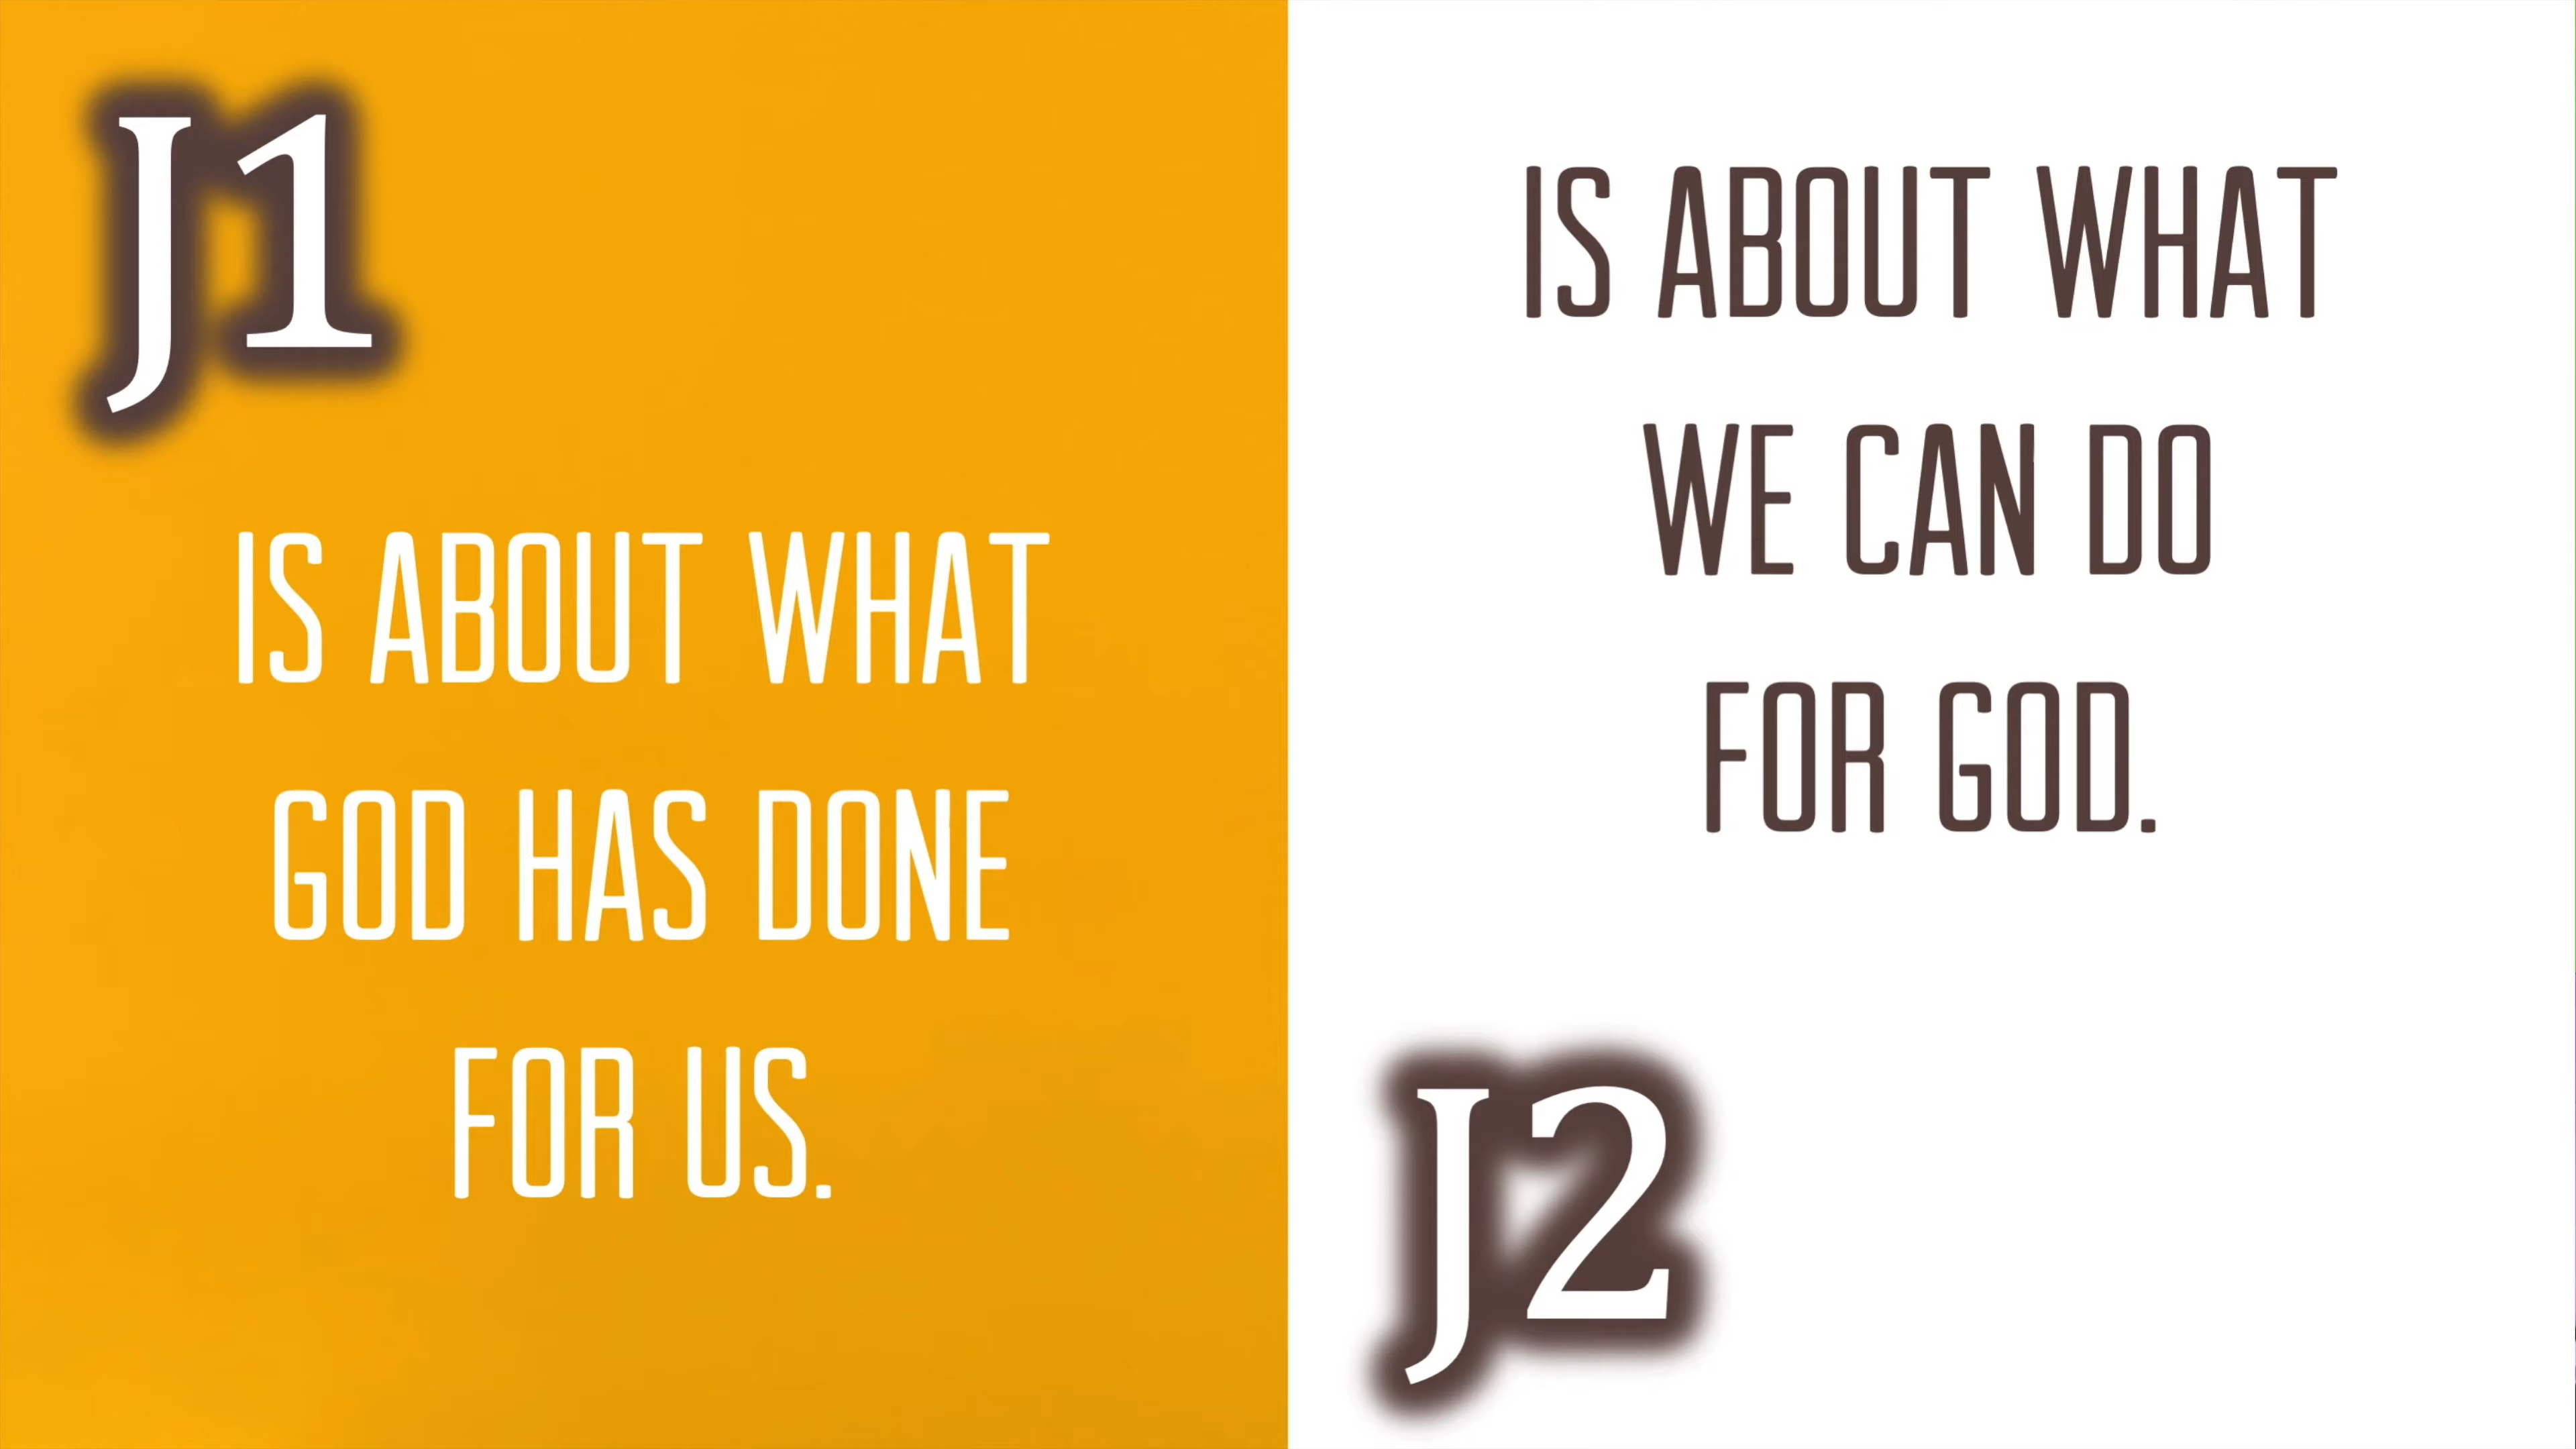 J1
IS ABOUT WHAT
GOD HAS DONE
FOR US.
IS ABOUT WHAT
WE CAN DO
FOR GOD.
J2